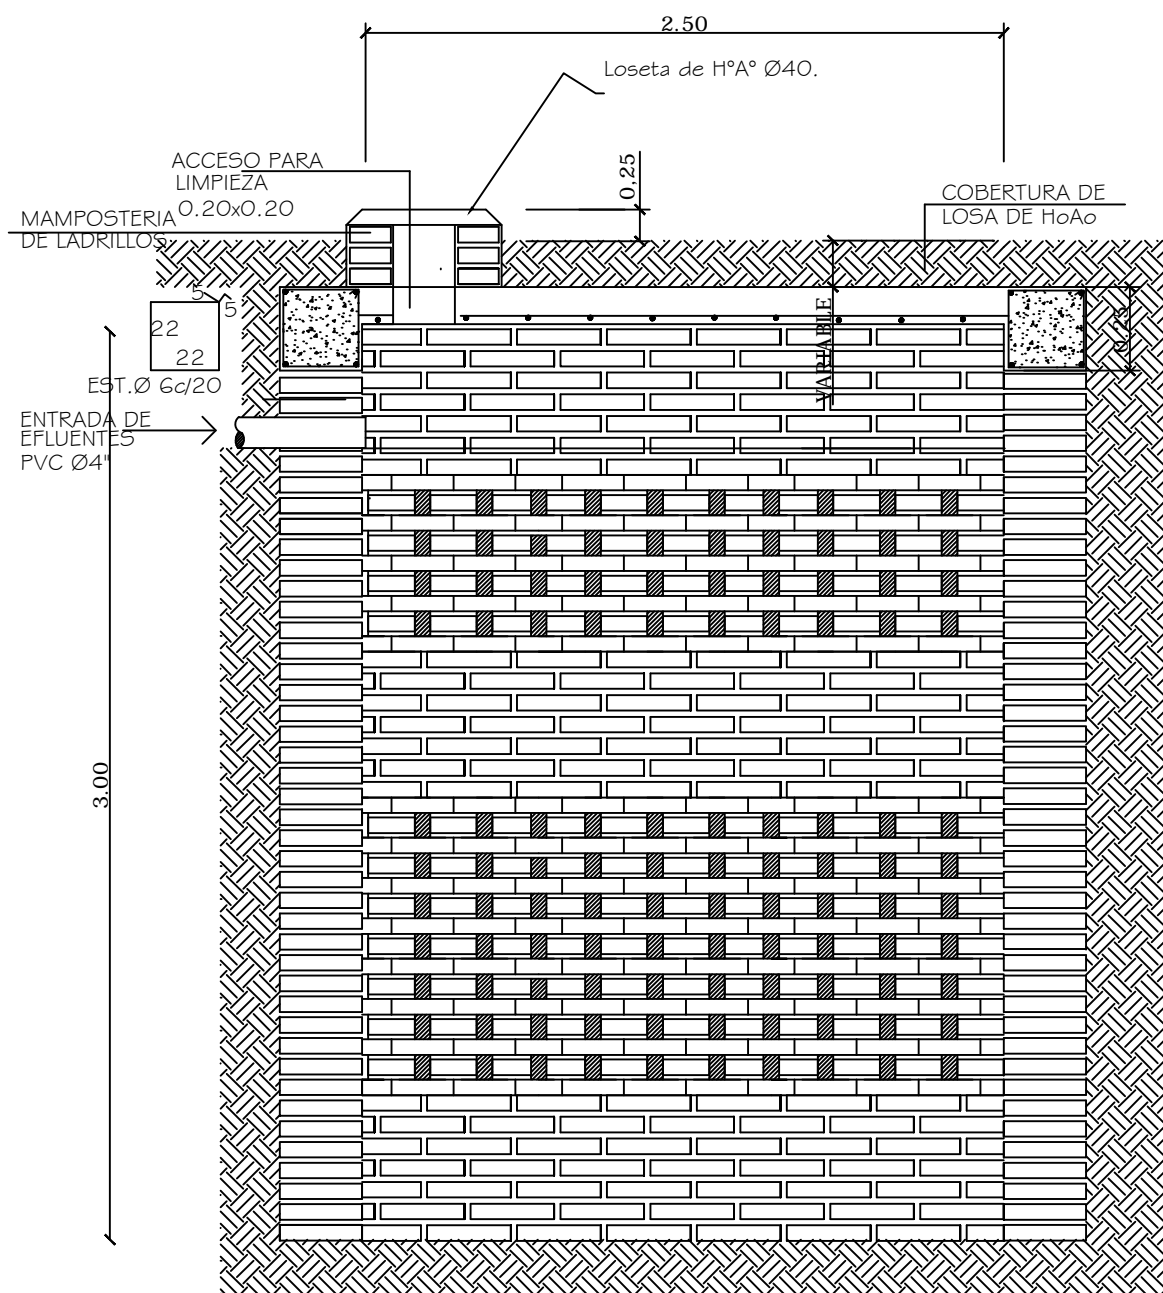 2.50
Loseta de H°A° Ø40.
ACCESO PARA
LIMPIEZA
0.20x0.20
0,25
COBERTURA DE
LOSA DE HoAo
MAMPOSTERIA
DE LADRILLOS
5
5
22
22
EST.Ø 6c/20
VARIABLE
0,25
ENTRADA DE
EFLUENTES
PVC Ø4"
3.00